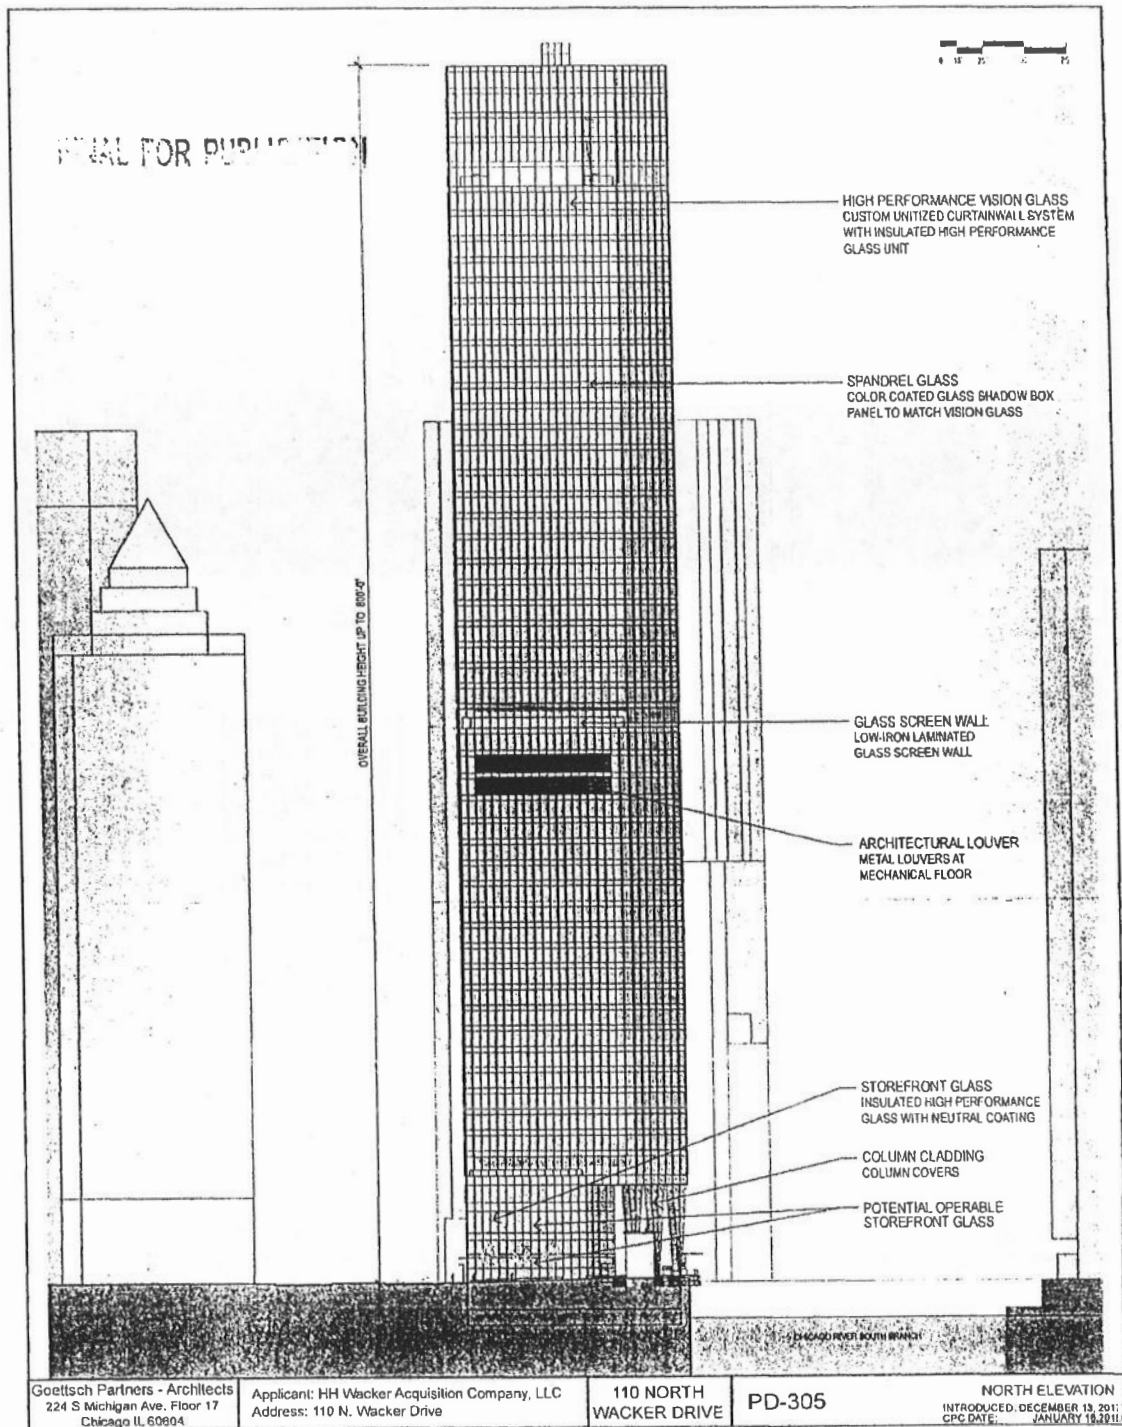 FINAL FOR PUBLICATION
HIGH PERFORMANCE VISION GLASS
CUSTOM UNITIZED CURTAINWALL SYSTEM
WITH INSULATED HIGH PERFORMANCE
GLASS UNIT
SPANDREL GLASS
COLOR COATED GLASS SHADOW BOX
PANEL TO MATCH VISION GLASS
OVERALL BUILDING HEIGHT UP TO 800'-0"
GLASS SCREEN WALL
LOW-IRON LAMINATED
GLASS SCREEN WALL
ARCHITECTURAL LOUVER
METAL LOUVERS AT
MECHANICAL FLOOR
STOREFRONT GLASS
INSULATED HIGH PERFORMANCE
GLASS WITH NEUTRAL COATING
COLUMN CLADDING
COLUMN COVERS
POTENTIAL OPERABLE
STOREFRONT GLASS
CHICAGO RIVER SOUTH BRANCH
Goettsch Partners - Architects
224 S Michigan Ave, Floor 17
Chicago IL 60604
Applicant: HH Wacker Acquisition Company, LLC
Address: 110 N. Wacker Drive
110 NORTH
WACKER DRIVE
PD-305
NORTH ELEVATION
INTRODUCED: DECEMBER 13,
CPC DATE: JANUARY 18,